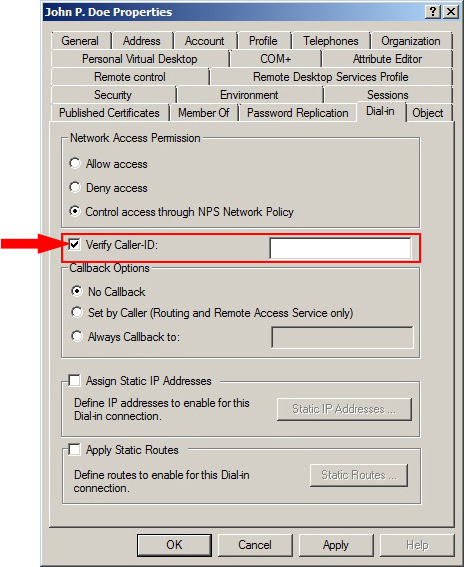 John P. Doe Properties
General Address Account Profile Telephones Organization
Personal Virtual Desktop COM+ Attribute Editor
Remote control Remote Desktop Services Profile
Security Environment Sessions
Published Certificates Member Of Password Replication Dial-in Object
Network Access Permission
Allow access
Deny access
Control access through NPS Network Policy
Verify Caller-ID:
Callback Options
No Callback
Set by Caller (Routing and Remote Access Service only)
Always Callback to:
Assign Static IP Addresses
Define IP addresses to enable for this
Dial-in connection.
Static IP Addresses ...
Apply Static Routes
Define routes to enable for this Dial-in
connection.
Static Routes ...
OK Cancel Apply Help